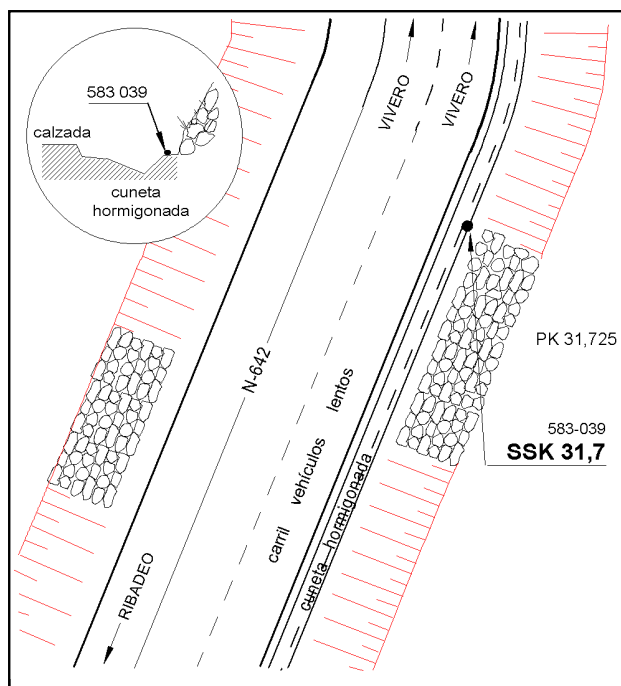 583 039
calzada
cuneta
hormigonada
VIVERO
VIVERO
N-642
carril vehículos lentos
cuneta hormigonada
RIBADEO
PK 31,725
583-039
SSK 31,7